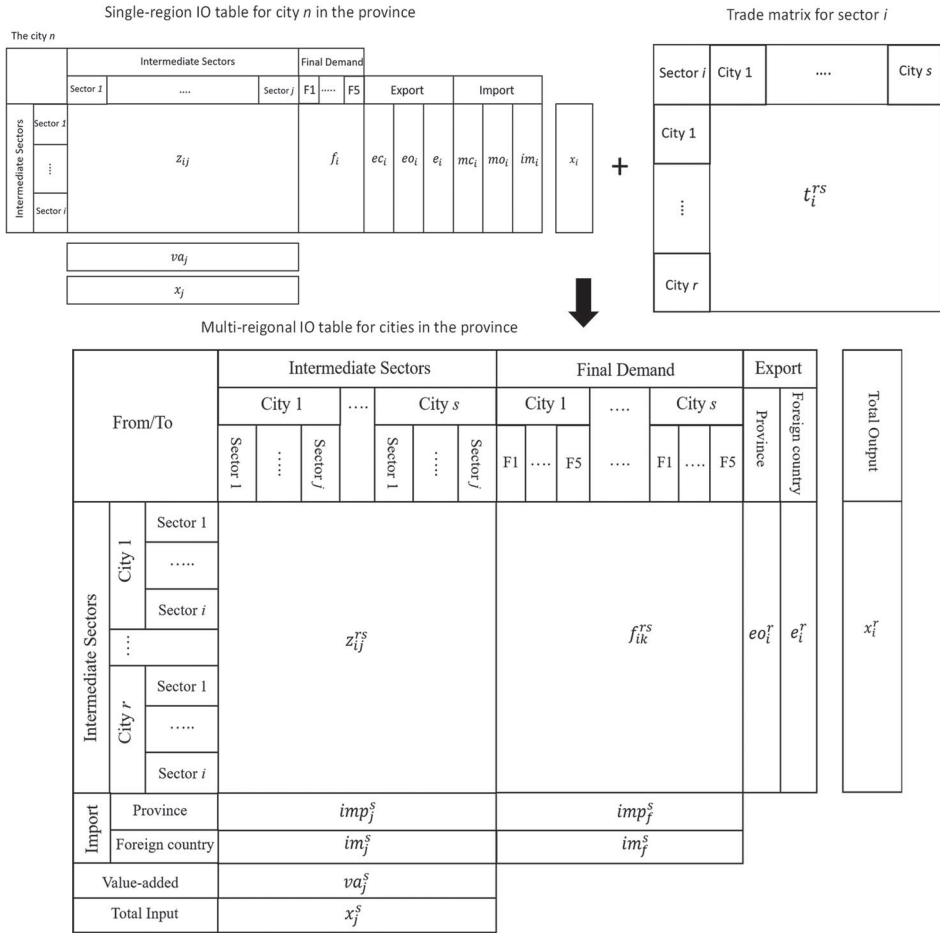 Single-region IO table for city n in the province
Trade matrix for sector i
The city n
Intermediate Sectors
Final Demand
Sector 1
....
Sector j
F1
.....
F5
Export
Import
Intermediate Sectors
Sector 1
....
Sector i
z_{ij}
f_i
ec_i
eo_i
e_i
mc_i
mo_i
im_i
x_i
va_j
x_j
+
Sector i
City 1
....
City s
City 1
....
City r
t_i^{rs}
Multi-reigonal IO table for cities in the province
From/To
Intermediate Sectors
Final Demand
Export
Total Output
City 1
....
City s
City 1
....
City s
Province
Foreign country
Sector 1
.....
Sector j
Sector 1
.....
Sector j
F1
....
F5
....
F1
....
F5
Intermediate Sectors
City 1
Sector 1
.....
Sector i
....
City r
Sector 1
.....
Sector i
z_{ij}^{rs}
f_{ik}^{rs}
eo_i^r
e_i^r
x_i^r
Import
Province
imp_j^s
imp_f^s
Foreign country
im_j^s
im_f^s
Value-added
va_j^s
Total Input
x_j^s